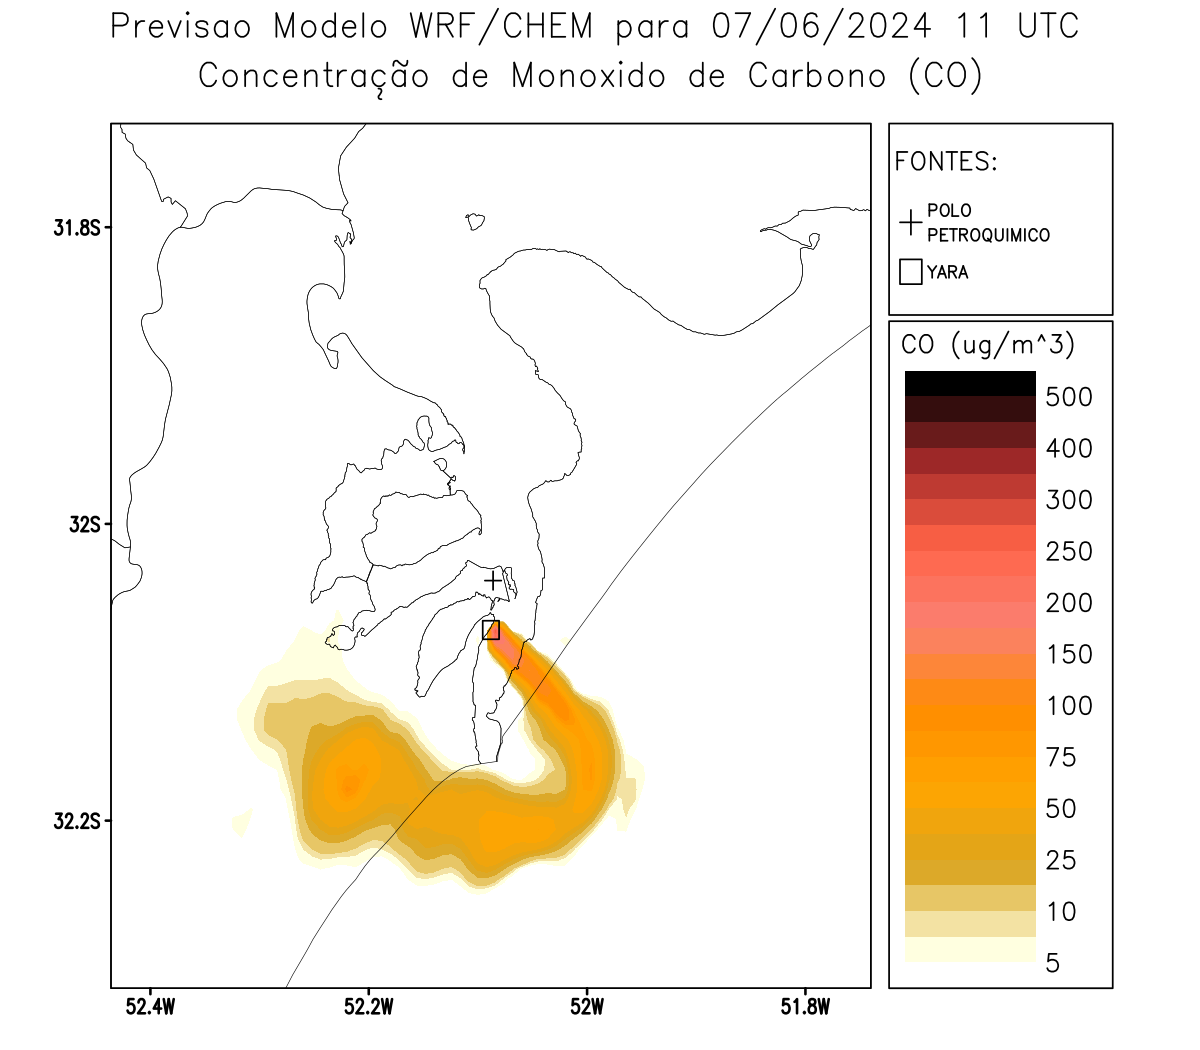 Previsao Modelo WRF/CHEM para 07/06/2024 11 UTC
Concentração de Monoxido de Carbono (CO)
FONTES:
POLO
PETROQUIMICO
YARA
CO (ug/m^3)
500
400
300
250
200
150
100
75
50
25
10
5
31.8S
32S
32.2S
52.4W
52.2W
52W
51.8W